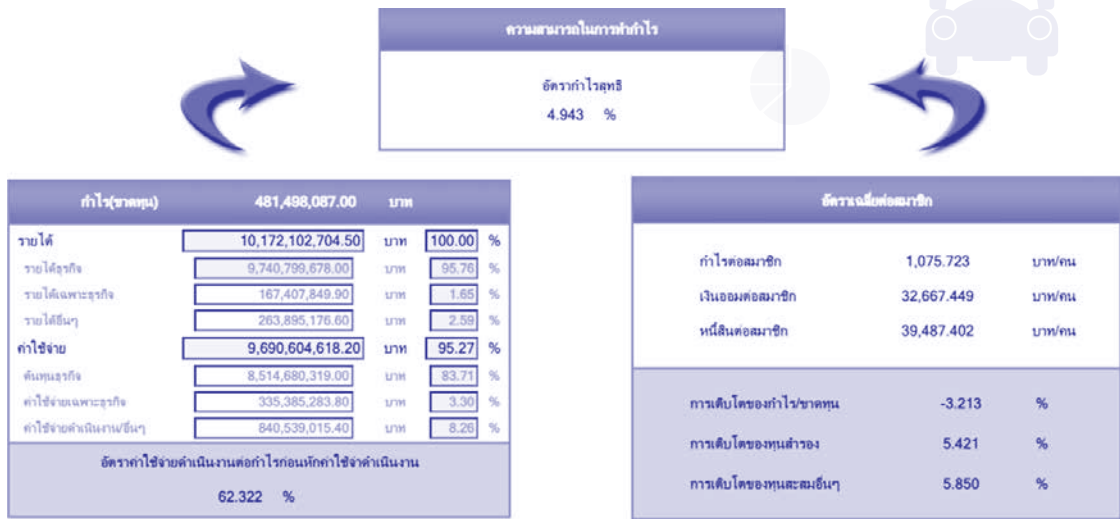 ความสามารถในการทำกำไร
อัตรากำไรสุทธิ
4.943 %
กำไร(ขาดทุน) 481,498,087.00 บาท
รายได้ 10,172,102,704.50 บาท 100.00 %
รายได้ธุรกิจ 9,740,799,678.00 บาท 95.76 %
รายได้เฉพาะธุรกิจ 167,407,849.90 บาท 1.65 %
รายได้อื่นๆ 263,895,176.60 บาท 2.59 %
ค่าใช้จ่าย 9,690,604,618.20 บาท 95.27 %
ต้นทุนธุรกิจ 8,514,680,319.00 บาท 83.71 %
ค่าใช้จ่ายเฉพาะธุรกิจ 335,385,283.80 บาท 3.30 %
ค่าใช้จ่ายดำเนินงาน/อื่นๆ 840,539,015.40 บาท 8.26 %
อัตราค่าใช้จ่ายดำเนินงานต่อกำไรก่อนหักค่าใช้จ่าดำเนินงาน
62.322 %
อัตราเฉลี่ยต่อสมาชิก
กำไรต่อสมาชิก 1,075.723 บาท/คน
เงินออมต่อสมาชิก 32,667.449 บาท/คน
หนี้สินต่อสมาชิก 39,487.402 บาท/คน
การเติบโตของกำไร/ขาดทุน -3.213 %
การเติบโตของทุนสำรอง 5.421 %
การเติบโตของทุนสะสมอื่นๆ 5.850 %